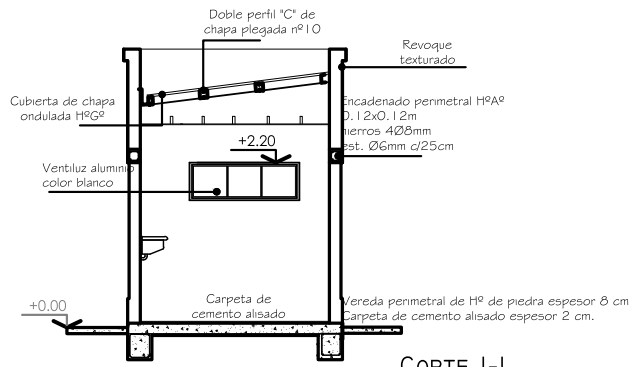 Doble perfil "C" de
chapa plegada nº10
Revoque
texturado
Cubierta de chapa
ondulada HºGº
Encadenado perimetral HºAº
0.12x0.12m
hierros 4Ø8mm
est. Ø6mm c/25cm
+2.20
Ventiluz aluminio
color blanco
+0.00
Carpeta de
cemento alisado
Vereda perimetral de Hº de piedra espesor 8 cm
Carpeta de cemento alisado espesor 2 cm.
CORTE I-I